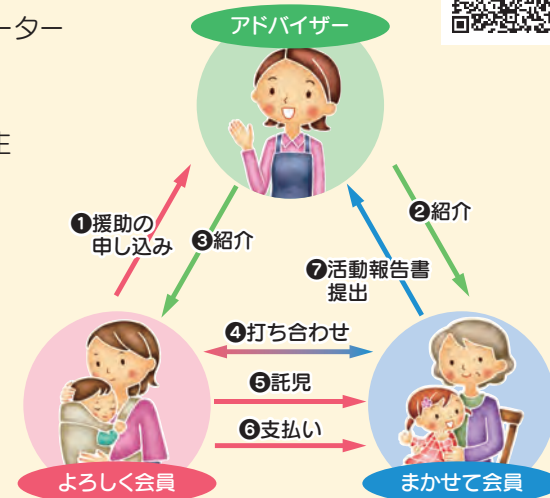 ーター
アドバイザー
生
❶援助の
申し込み
❸紹介
❷紹介
❼活動報告書
提出
❹打ち合わせ
❺託児
❻支払い
よろしく会員
まかせて会員